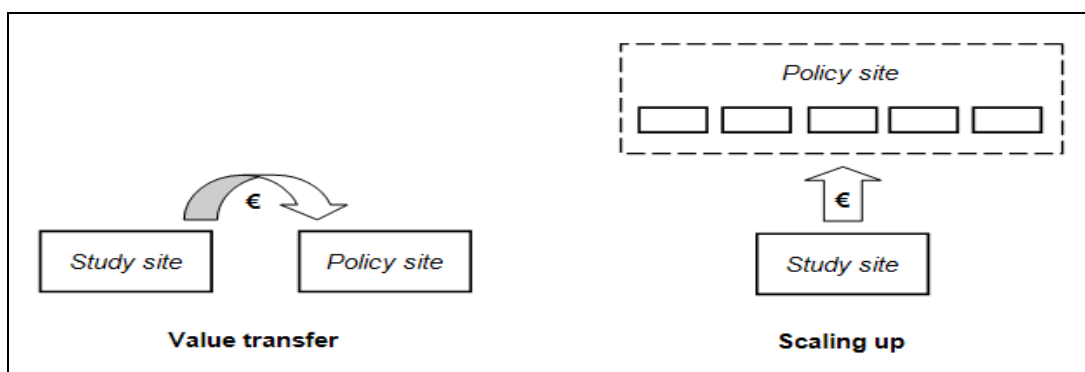 €
Study site
Policy site
Value transfer
Policy site
€
Study site
Scaling up